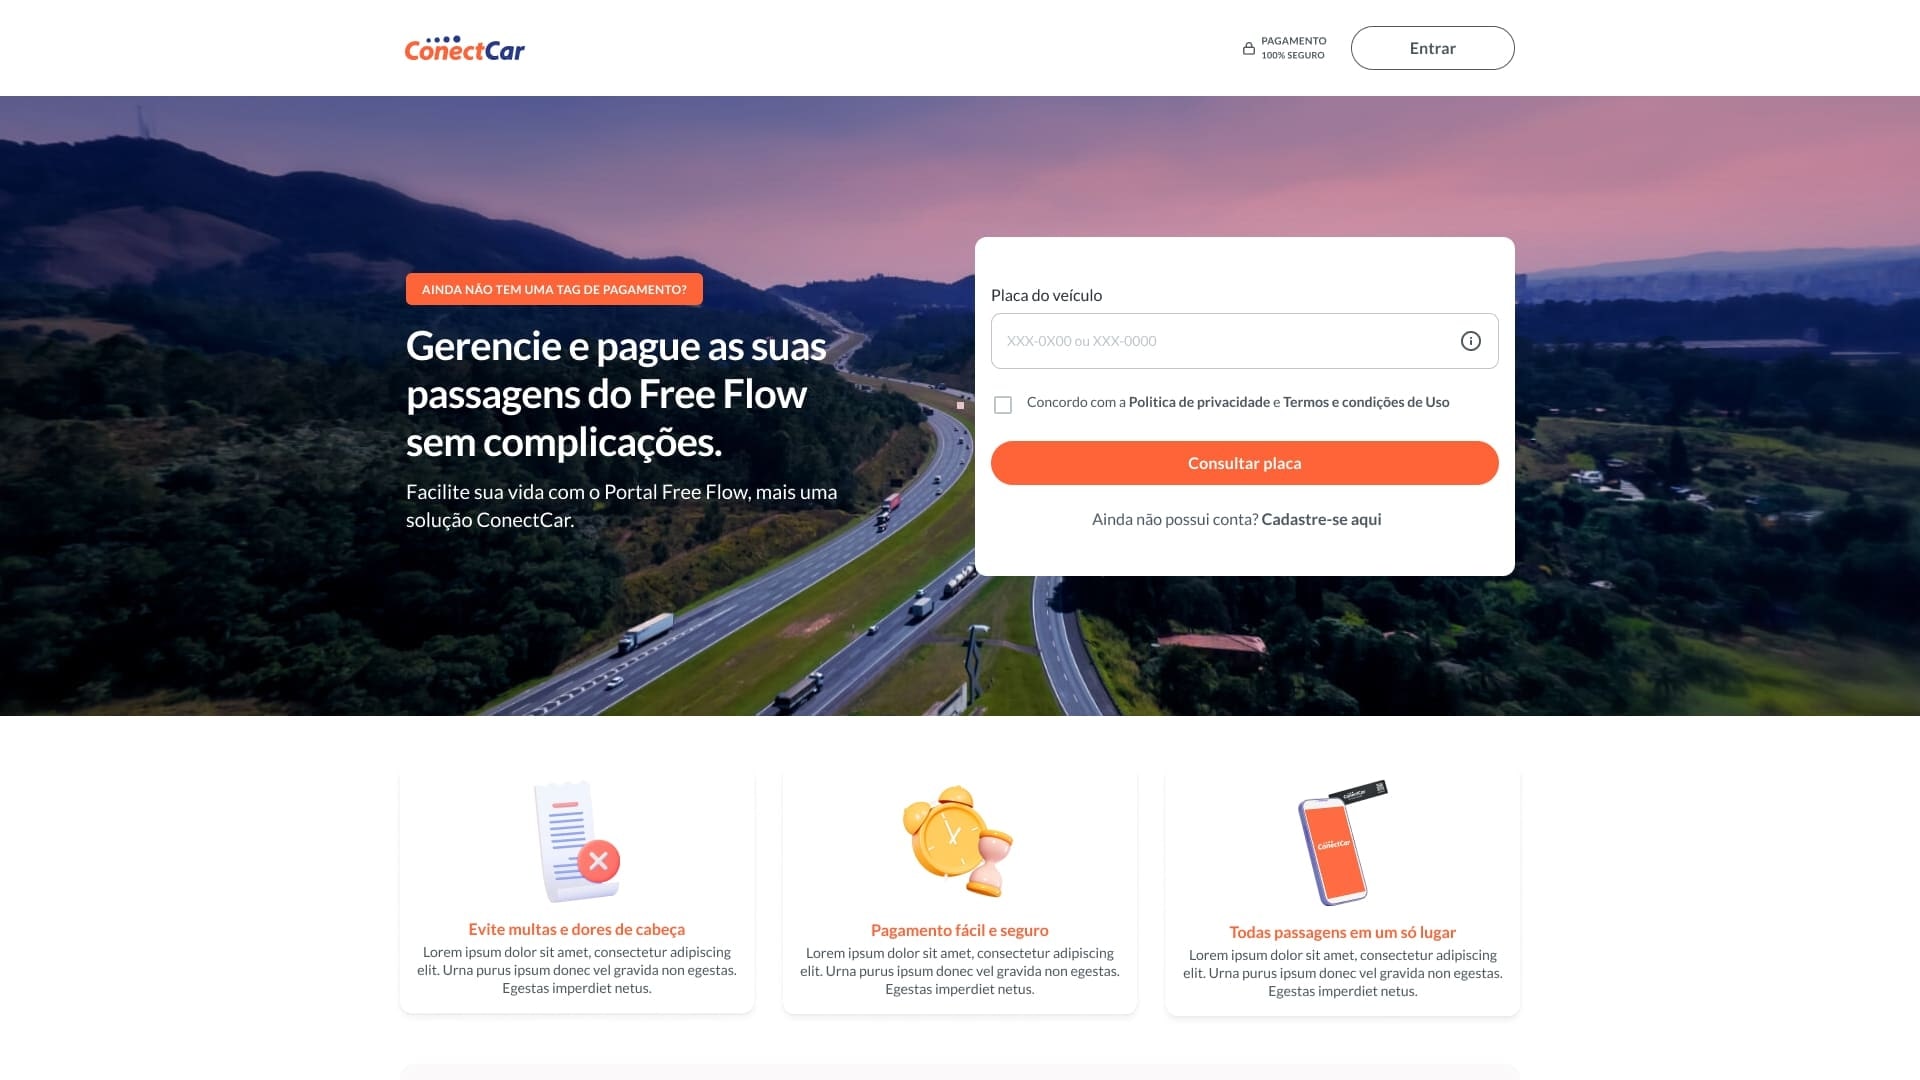 ConectCar
PAGAMENTO
100% SEGURO
Entrar
AINDA NÃO TEM UMA TAG DE PAGAMENTO?
Gerencie e pague as suas
passagens do Free Flow
sem complicações.
Facilite sua vida com o Portal Free Flow, mais uma
solução ConectCar.
Placa do veículo
XXX-0X00 ou XXX-0000
Concordo com a Politica de privacidade e Termos e condições de Uso
Consultar placa
Ainda não possui conta? Cadastre-se aqui
Evite multas e dores de cabeça
Lorem ipsum dolor sit amet, consectetur adipiscing
elit. Urna purus ipsum donec vel gravida non egestas.
Egestas imperdiet netus.
Pagamento fácil e seguro
Lorem ipsum dolor sit amet, consectetur adipiscing
elit. Urna purus ipsum donec vel gravida non egestas.
Egestas imperdiet netus.
ConectCar
ConectCar
Todas passagens em um só lugar
Lorem ipsum dolor sit amet, consectetur adipiscing
elit. Urna purus ipsum donec vel gravida non egestas.
Egestas imperdiet netus.